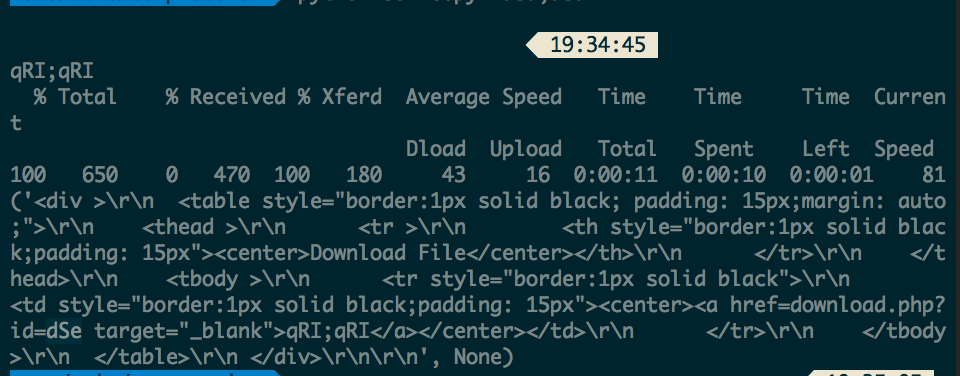 19:34:45
qRI;qRI
% Total % Received % Xferd Average Speed Time Time Time Curren
t
Dload Upload Total Spent Left Speed
100 650 0 470 100 180 43 16 0:00:11 0:00:10 0:00:01 81
('<div >\r\n <table style="border:1px solid black; padding: 15px;margin: auto
;">\r\n <thead >\r\n <tr >\r\n <th style="border:1px solid blac
k;padding: 15px"><center>Download File</center></th>\r\n </tr>\r\n </t
head>\r\n <tbody >\r\n <tr style="border:1px solid black">\r\n
<td style="border:1px solid black;padding: 15px"><center><a href=download.php?
id=dSe target="_blank">qRI;qRI</a></center></td>\r\n </tr>\r\n </tbody
>\r\n </table>\r\n </div>\r\n\r\n', None)